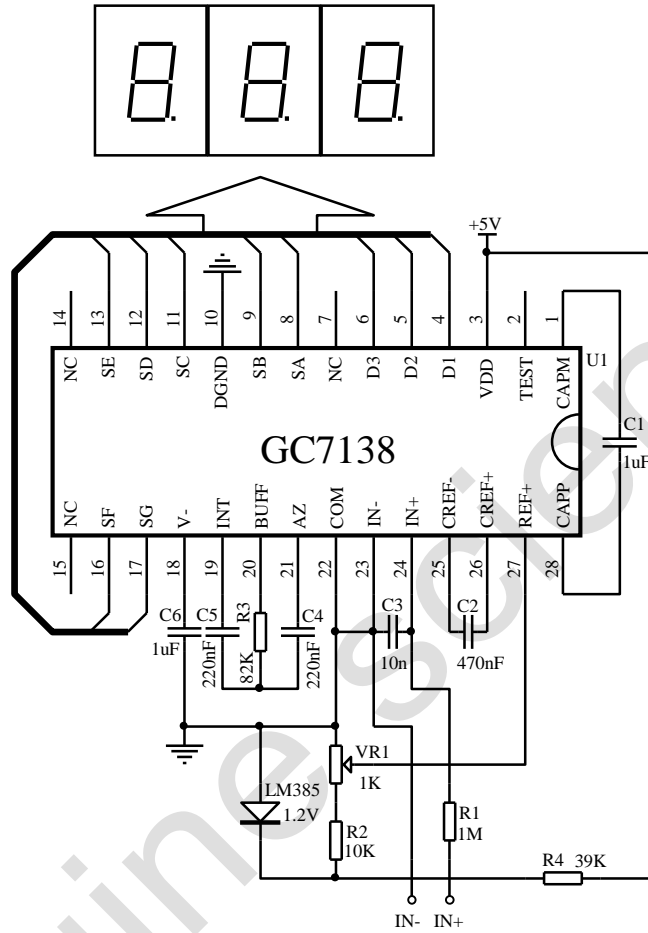 +5V
14 13 12 11 10 9 8 7 6 5 4 3 2 1
NC SE SD SC DGND SB SA NC D3 D2 D1 VDD TEST CAPM
U1
GC7138
C1
1uF
NC SF SG V- INT BUFF AZ COM IN- IN+ CREF- CREF+ REF+ CAPP
15 16 17 18 19 20 21 22 23 24 25 26 27 28
C6
1uF
C5
220nF
R3
82K
C4
220nF
C3
10n
C2
470nF
VR1
1K
LM385
1.2V
R2
10K
R1
1M
R4 39K
IN- IN+